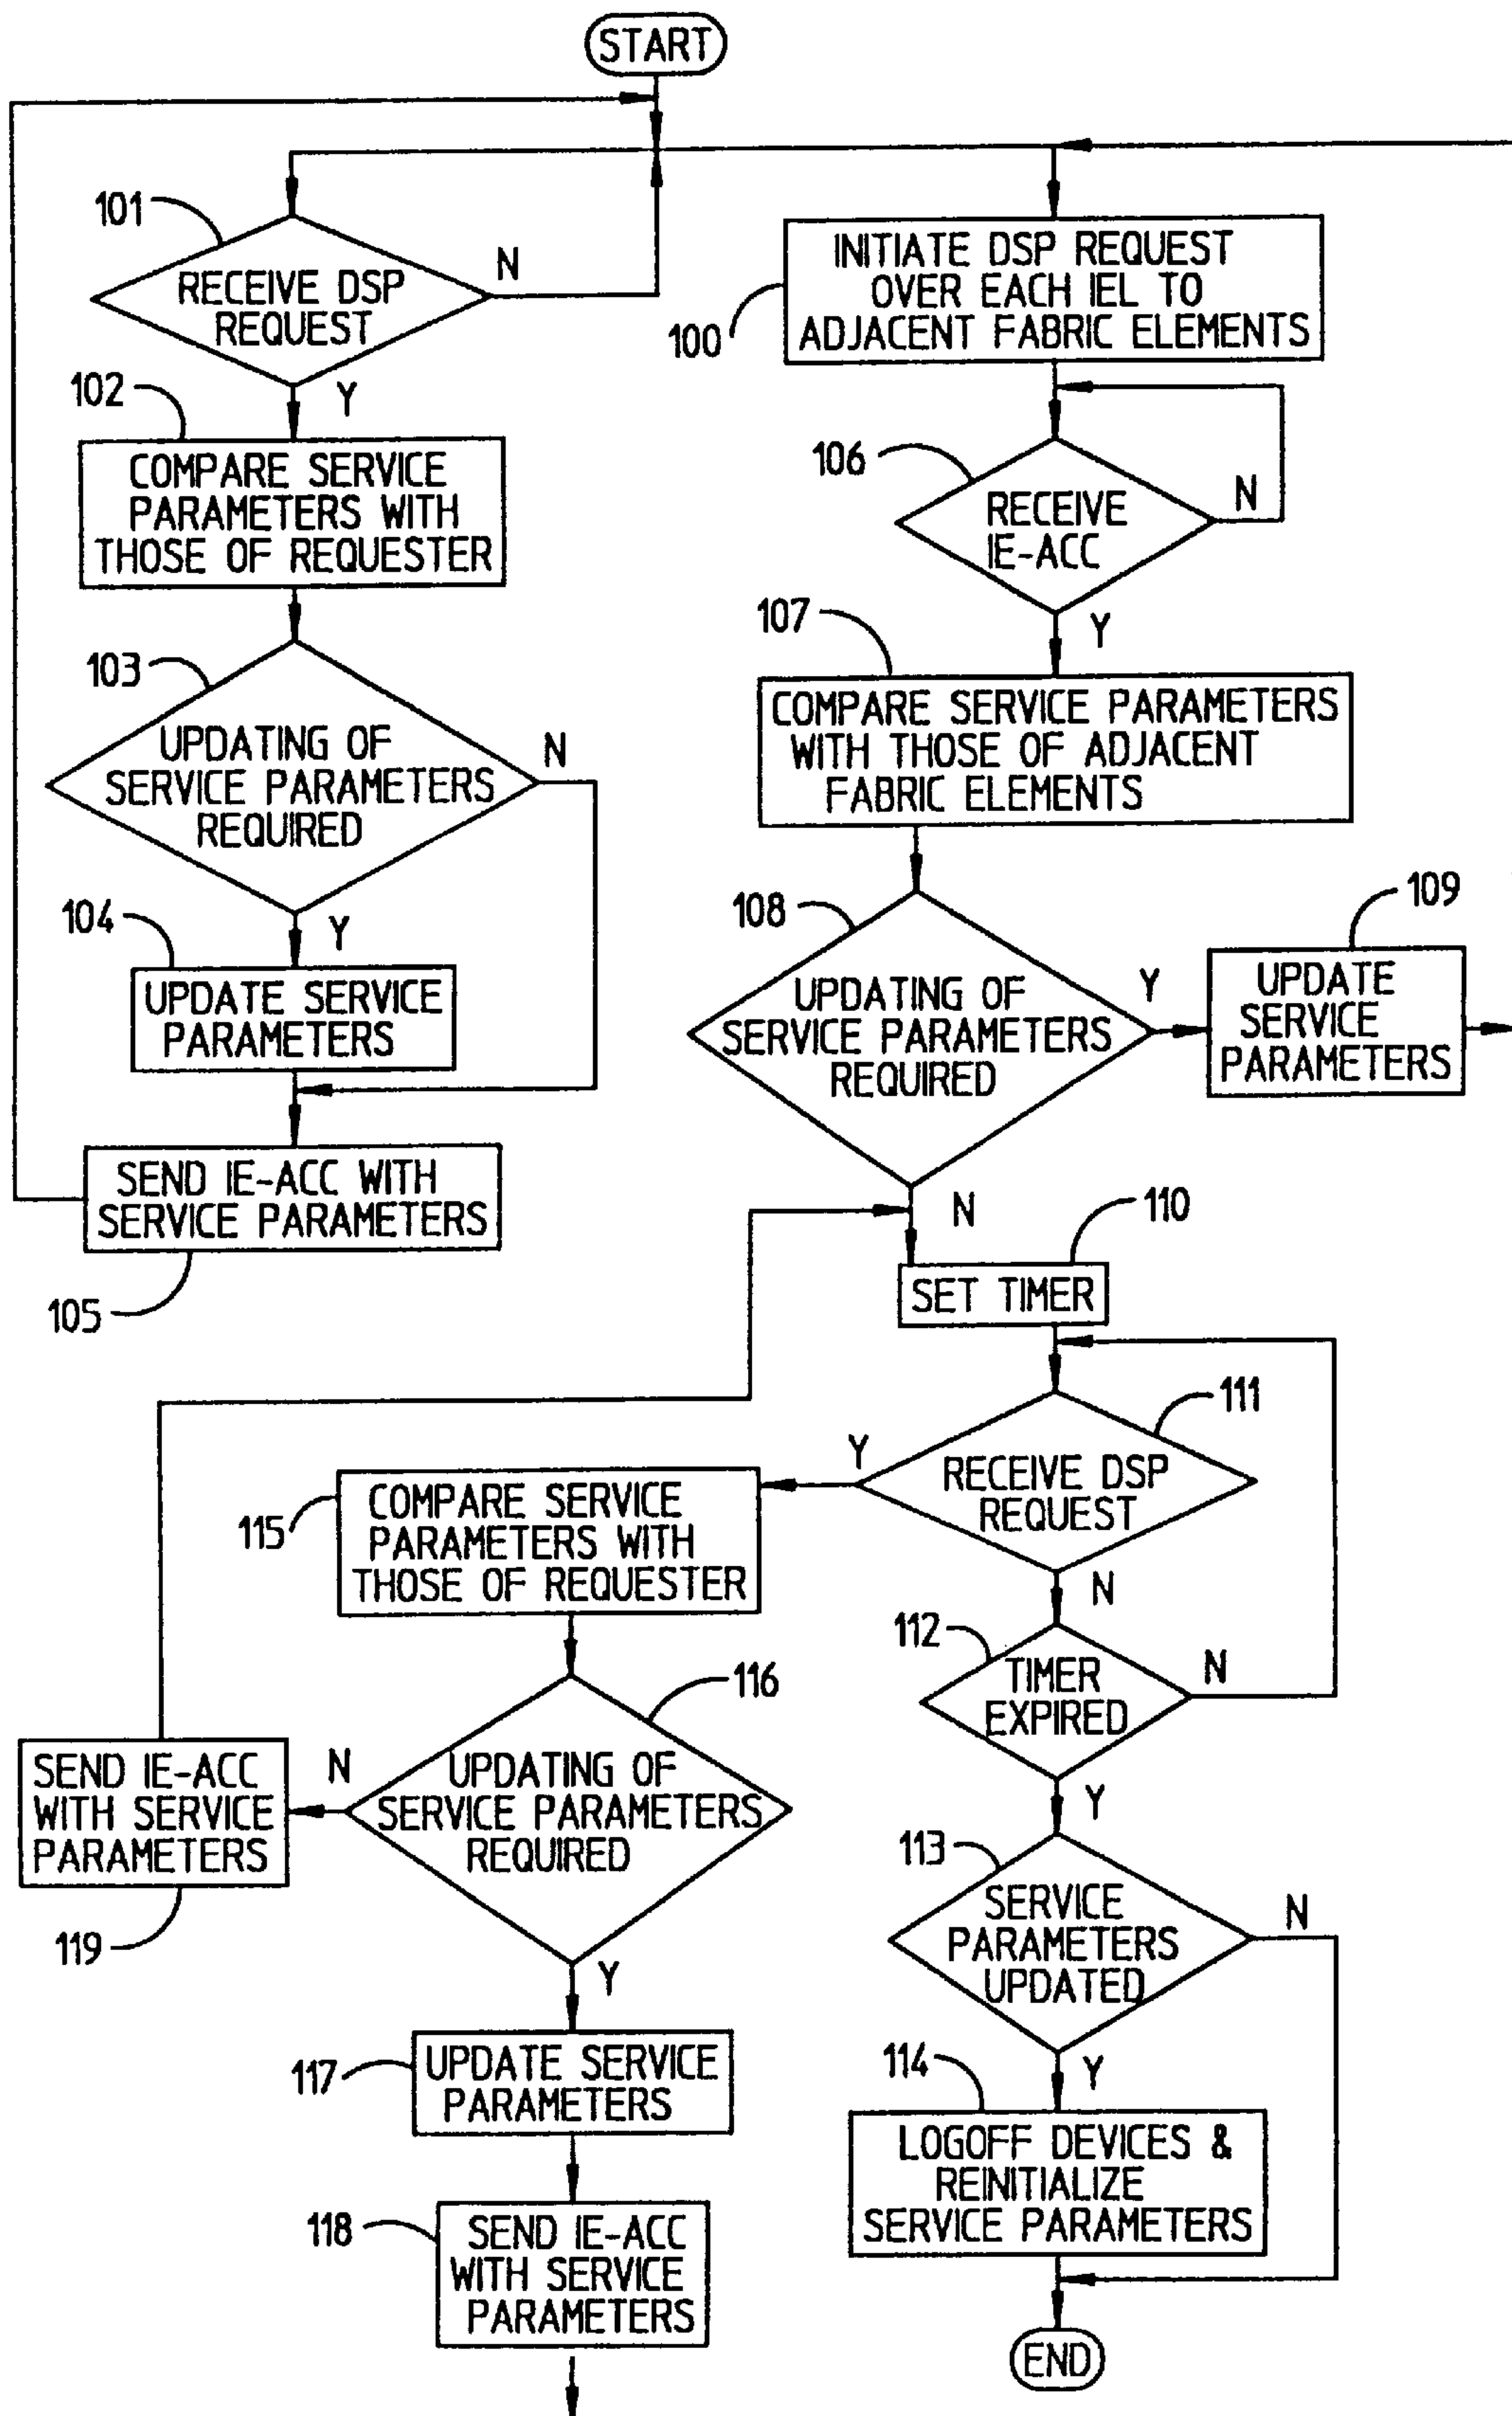 START
101
RECEIVE DSP
REQUEST
N
Y
INITIATE DSP REQUEST
OVER EACH IEL TO
ADJACENT FABRIC ELEMENTS
100
102
COMPARE SERVICE
PARAMETERS WITH
THOSE OF REQUESTER
106
RECEIVE
IE-ACC
N
Y
103
UPDATING OF
SERVICE PARAMETERS
REQUIRED
N
Y
107
COMPARE SERVICE PARAMETERS
WITH THOSE OF ADJACENT
FABRIC ELEMENTS
104
UPDATE SERVICE
PARAMETERS
108
UPDATING OF
SERVICE PARAMETERS
REQUIRED
Y
N
109
UPDATE
SERVICE
PARAMETERS
SEND IE-ACC WITH
SERVICE PARAMETERS
105
110
SET TIMER
111
RECEIVE DSP
REQUEST
Y
N
115
COMPARE SERVICE
PARAMETERS WITH
THOSE OF REQUESTER
112
TIMER
EXPIRED
N
Y
116
UPDATING OF
SERVICE PARAMETERS
REQUIRED
N
Y
SEND IE-ACC
WITH SERVICE
PARAMETERS
119
113
SERVICE
PARAMETERS
UPDATED
N
Y
117
UPDATE SERVICE
PARAMETERS
114
LOGOFF DEVICES &
REINITIALIZE
SERVICE PARAMETERS
118
SEND IE-ACC
WITH SERVICE
PARAMETERS
END